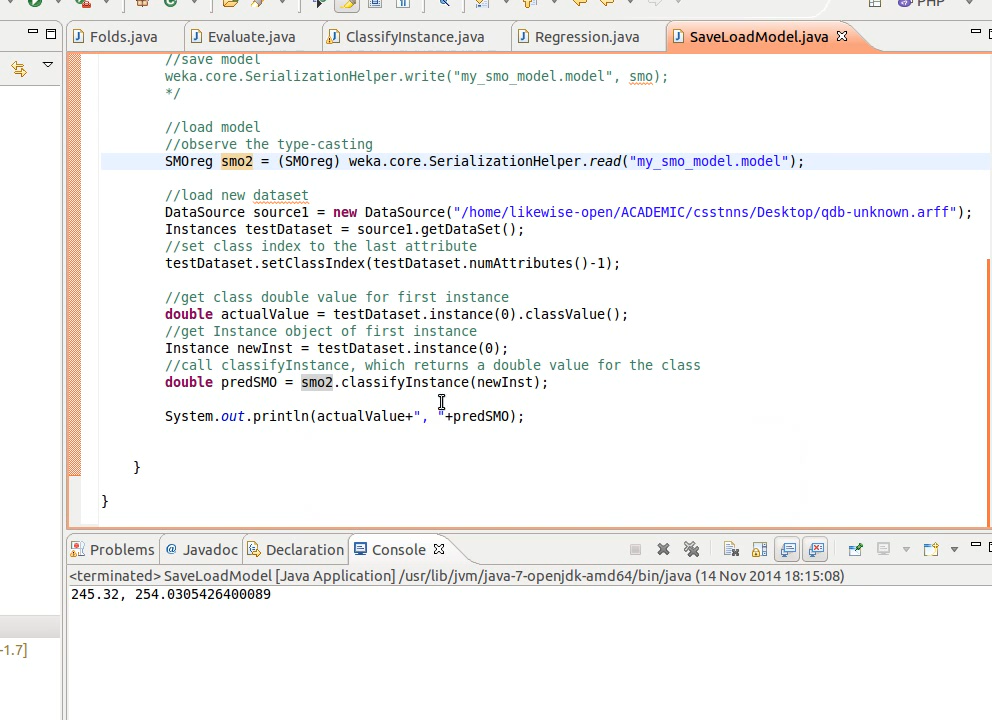 PHP
Folds.java
Evaluate.java
ClassifyInstance.java
Regression.java
SaveLoadModel.java
//save model
weka.core.SerializationHelper.write("my_smo_model.model", smo);
*/
//load model
//observe the type-casting
SMOreg smo2 = (SMOreg) weka.core.SerializationHelper.read("my_smo_model.model");
//load new dataset
DataSource source1 = new DataSource("/home/likewise-open/ACADEMIC/csstnns/Desktop/qdb-unknown.arff");
Instances testDataset = source1.getDataSet();
//set class index to the last attribute
testDataset.setClassIndex(testDataset.numAttributes()-1);
//get class double value for first instance
double actualValue = testDataset.instance(0).classValue();
//get Instance object of first instance
Instance newInst = testDataset.instance(0);
//call classifyInstance, which returns a double value for the class
double predSMO = smo2.classifyInstance(newInst);
System.out.println(actualValue+", "+predSMO);
}
}
Problems
@ Javadoc
Declaration
Console
<terminated> SaveLoadModel [Java Application] /usr/lib/jvm/java-7-openjdk-amd64/bin/java (14 Nov 2014 18:15:08)
245.32, 254.0305426400089
-1.7]